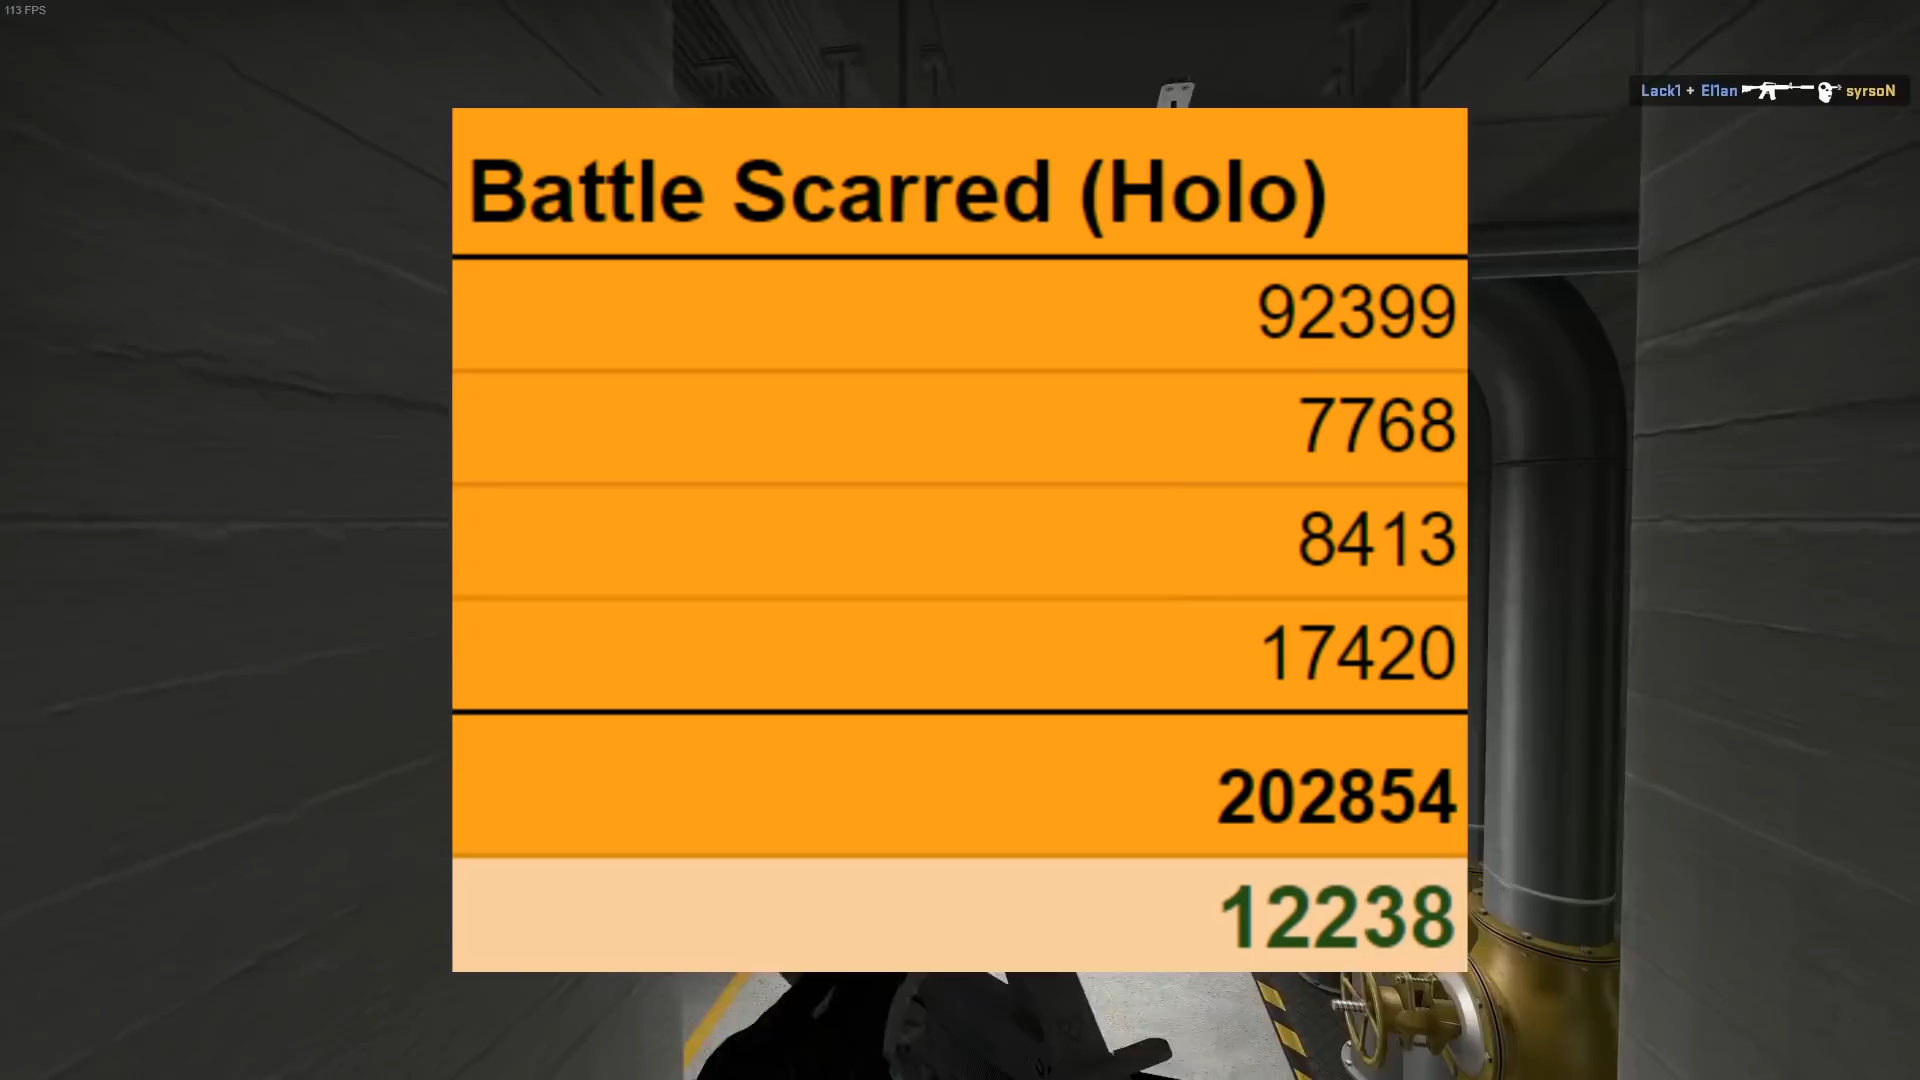 113 FPS
Lack1 + El1an syrsoN
Battle Scarred (Holo)
92399
7768
8413
17420
202854
12238